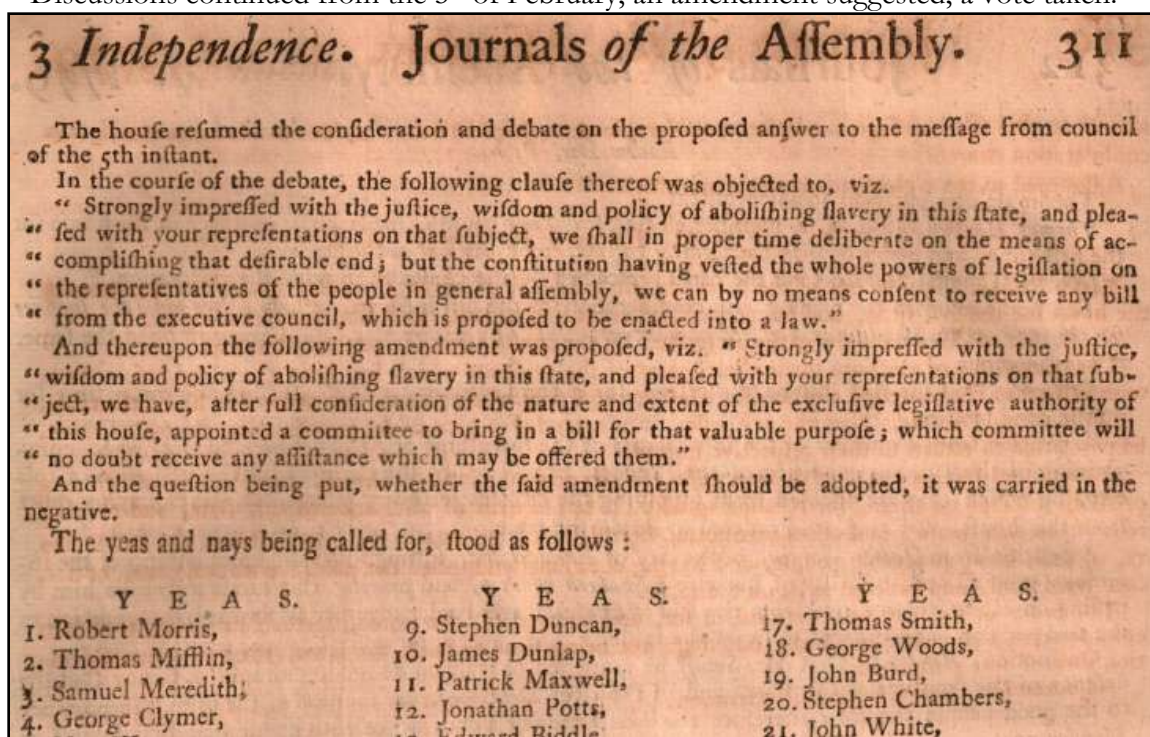 Discussions continued from the of February, an amendment suggested, a vote taken.
3 Independence. Journals of the Aſſembly. 311
The houſe reſumed the conſideration and debate on the propoſed anſwer to the meſſage from council
of the 5th inſtant.
In the courſe of the debate, the following clauſe thereof was objected to, viz.
“ Strongly impreſſed with the juſtice, wiſdom and policy of aboliſhing ſlavery in this ſtate, and plea-
“ ſed with your repreſentations on that ſubject, we ſhall in proper time deliberate on the means of ac-
“ compliſhing that deſirable end; but the conſtitution having veſted the whole powers of legiſlation on
“ the repreſentatives of the people in general aſſembly, we can by no means conſent to receive any bill
“ from the executive council, which is propoſed to be enacted into a law.”
And thereupon the following amendment was propoſed, viz. “ Strongly impreſſed with the juſtice,
“ wiſdom and policy of aboliſhing ſlavery in this ſtate, and pleaſed with your repreſentations on that ſub-
“ ject, we have, after full conſideration of the nature and extent of the excluſive legiſlative authority of
“ this houſe, appointed a committee to bring in a bill for that valuable purpoſe; which committee will
“ no doubt receive any aſſiſtance which may be offered them.”
And the queſtion being put, whether the ſaid amendment ſhould be adopted, it was carried in the
negative.
The yeas and nays being called for, ſtood as follows :
Y E A S.
1. Robert Morris,
2. Thomas Mifflin,
3. Samuel Meredith,
4. George Clymer,
Y E A S.
9. Stephen Duncan,
10. James Dunlap,
11. Patrick Maxwell,
12. Jonathan Potts,
Edward Biddle
Y E A S.
17. Thomas Smith,
18. George Woods,
19. John Burd,
20. Stephen Chambers,
21. John White,